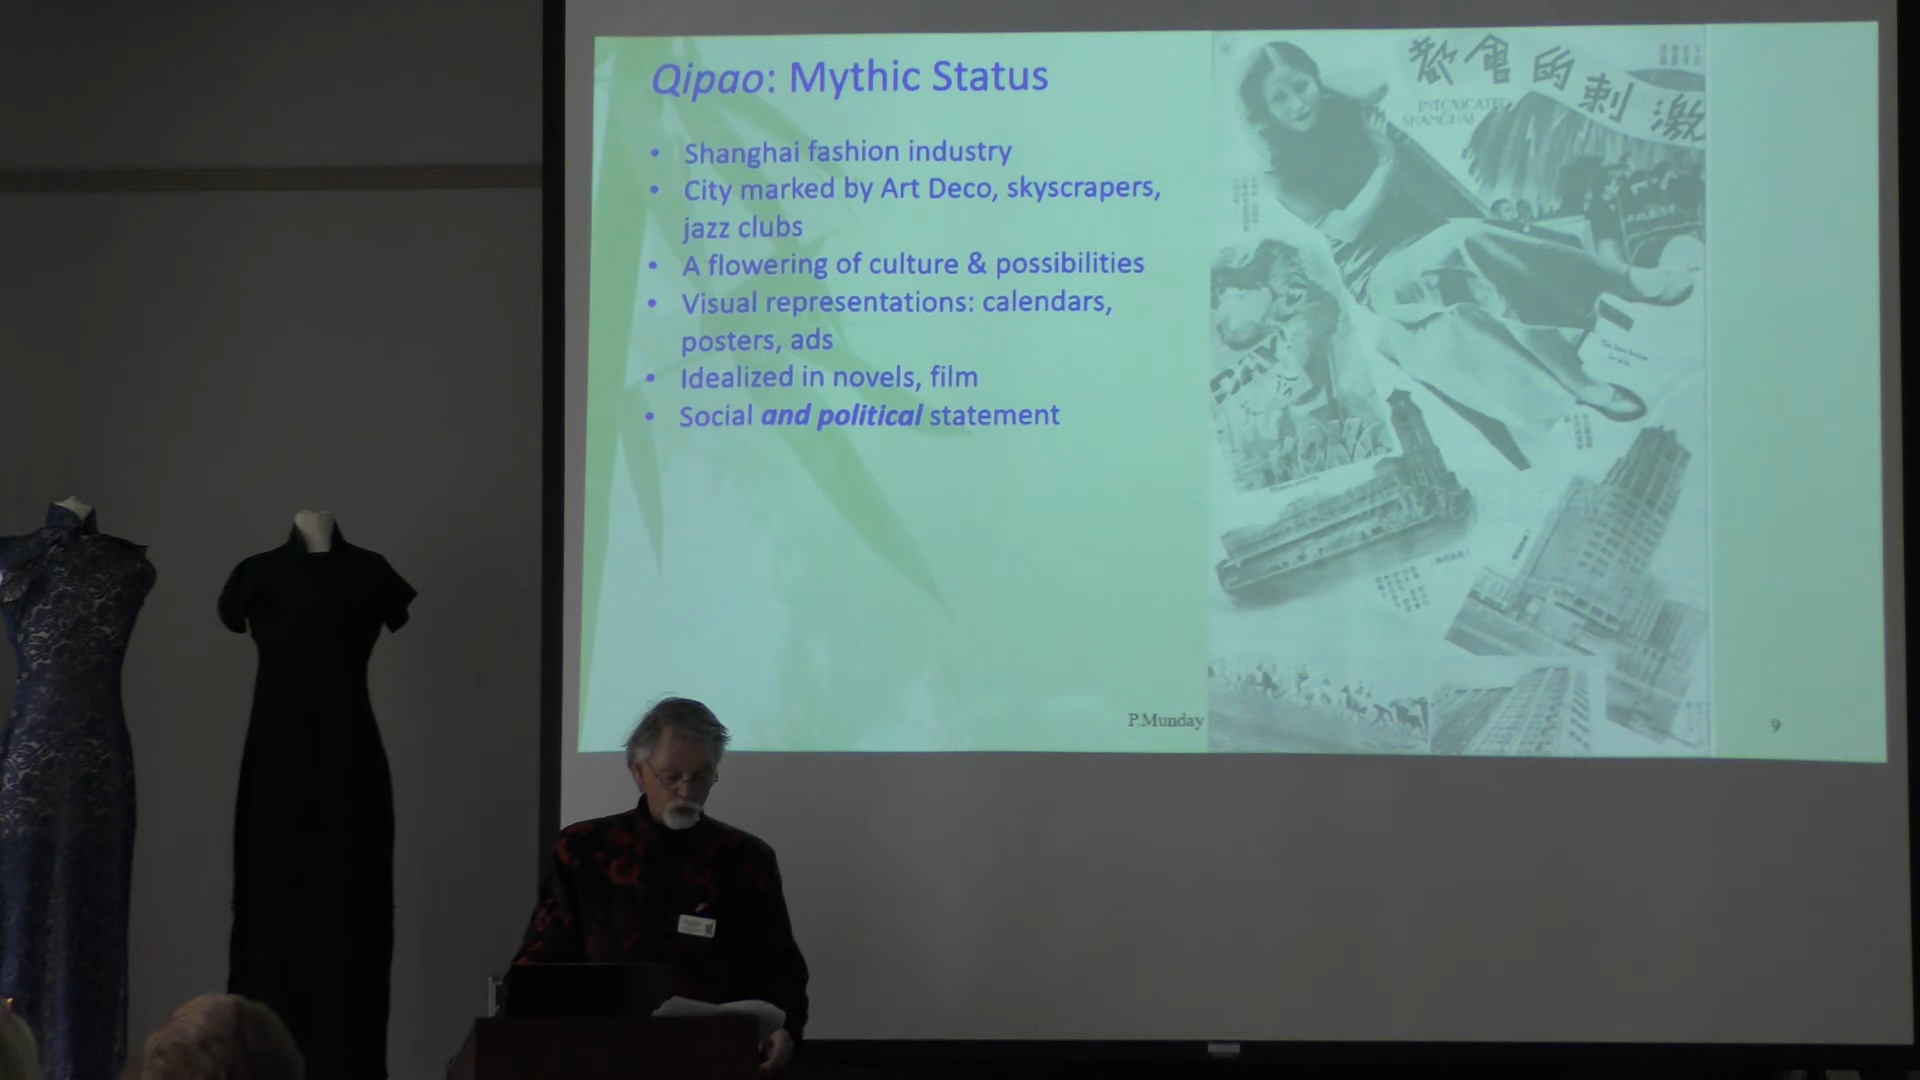 Qipao: Mythic Status
• Shanghai fashion industry
• City marked by Art Deco, skyscrapers,
jazz clubs
• A flowering of culture & possibilities
• Visual representations: calendars,
posters, ads
• Idealized in novels, film
• Social and political statement
的刺激
INTOXICATED
SHANGHAI
P.Munday
9